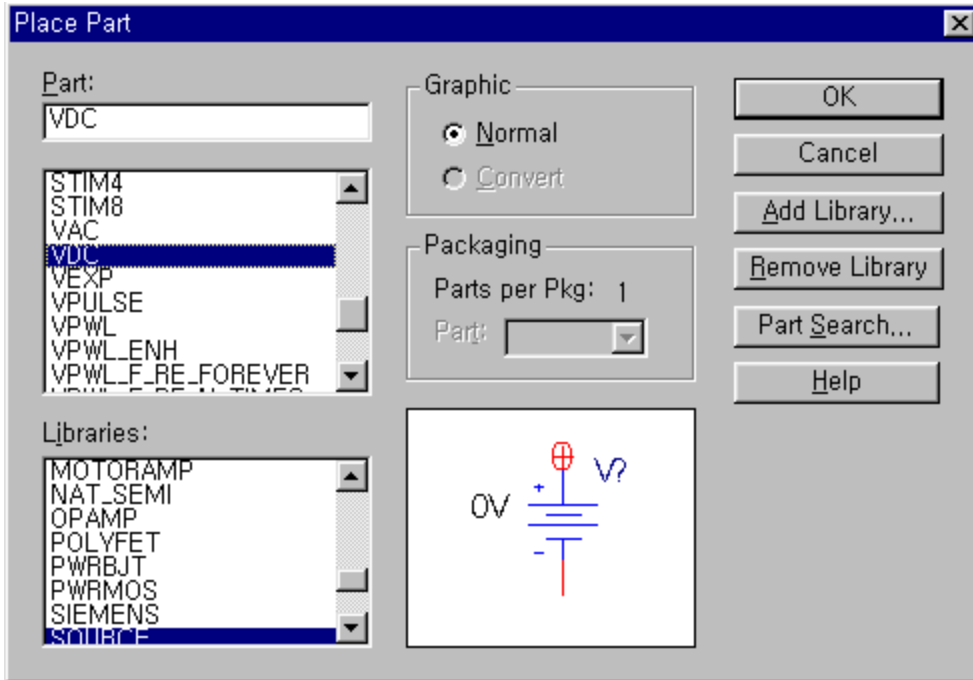 Place Part
Part:
VDC
STIM4
STIM8
VAC
VDC
VEXP
VPULSE
VPWL
VPWL_ENH
VPWL_F_RE_FOREVER
Libraries:
MOTORAMP
NAT_SEMI
OPAMP
POLYFET
PWRBJT
PWRMOS
SIEMENS
SOURCE
Graphic
Normal
Convert
Packaging
Parts per Pkg: 1
Part:
0V
+
V?
-
OK
Cancel
Add Library...
Remove Library
Part Search...
Help